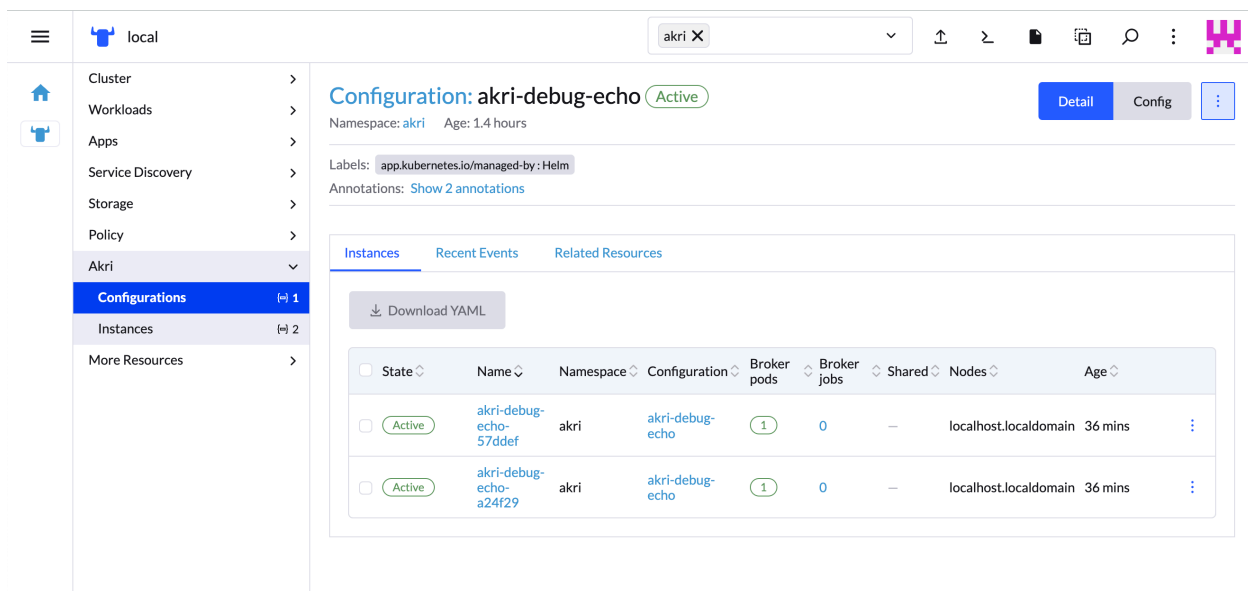 local
akri
Cluster
Workloads
Apps
Service Discovery
Storage
Policy
Akri
Configurations 1
Instances 2
More Resources
Configuration: akri-debug-echo Active
Namespace: akri Age: 1.4 hours
Detail
Config
Labels: app.kubernetes.io/managed-by : Helm
Annotations: Show 2 annotations
Instances Recent Events Related Resources
Download YAML
State Name Namespace Configuration Broker pods Broker jobs Shared Nodes Age
Active akri-debug-echo-57ddef akri akri-debug-echo 1 0 — localhost.localdomain 36 mins
Active akri-debug-echo-a24f29 akri akri-debug-echo 1 0 — localhost.localdomain 36 mins